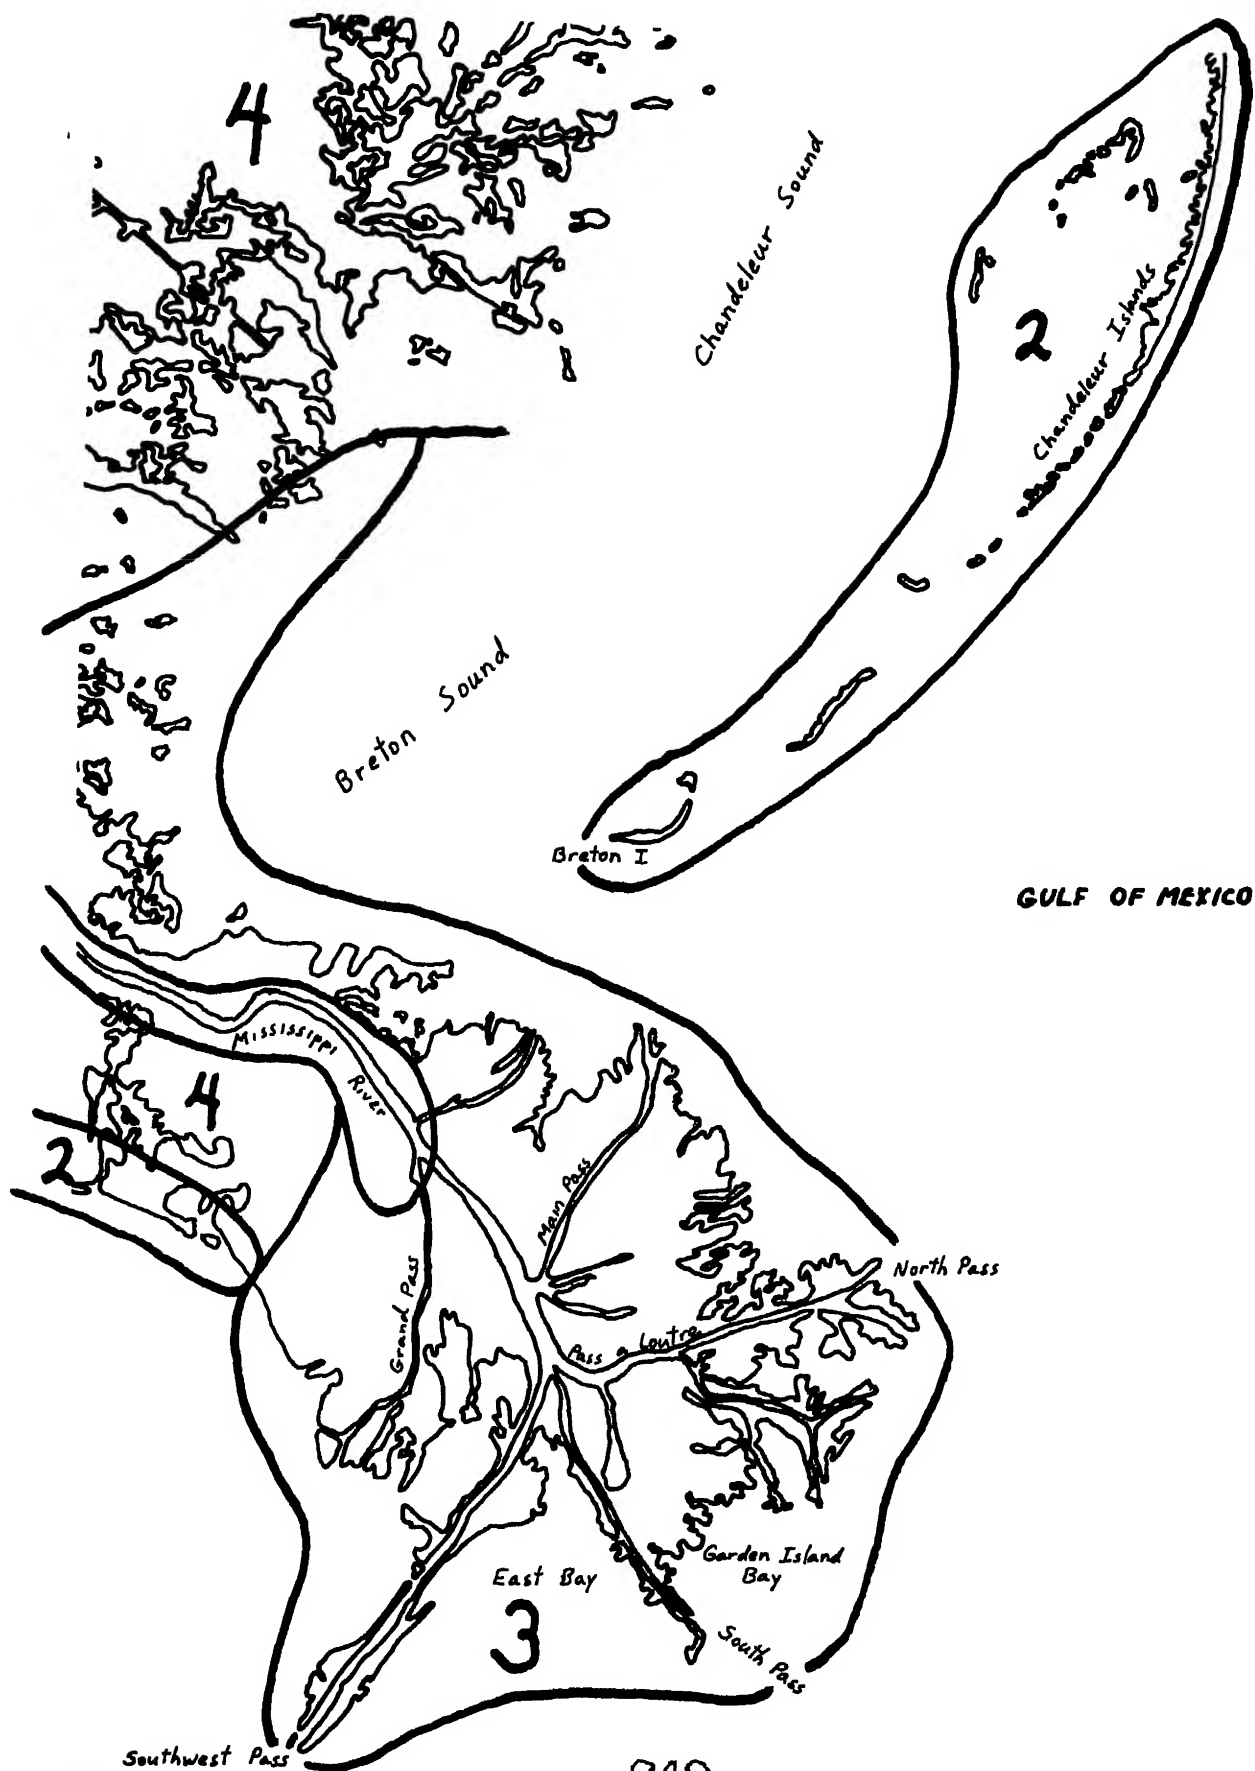 4
Chandeleur Sound
2
Chandeleur Islands
Breton Sound
Breton I
GULF OF MEXICO
Mississippi
River
4
2
Main Pass
North Pass
Grand Pass
Pass a Loutre
Garden Island
Bay
East Bay
3
South Pass
Southwest Pass